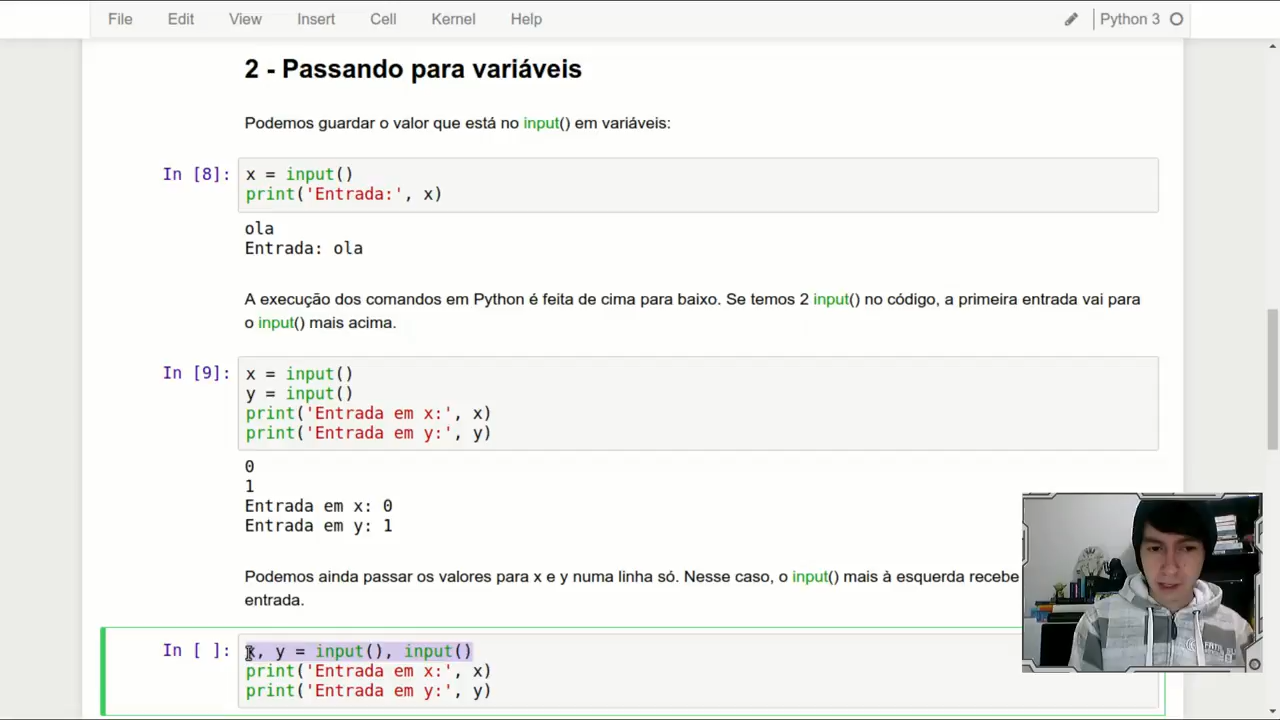 File Edit View Insert Cell Kernel Help Python 3
2 - Passando para variáveis
Podemos guardar o valor que está no input() em variáveis:
In [8]: x = input()
print('Entrada:', x)
ola
Entrada: ola
A execução dos comandos em Python é feita de cima para baixo. Se temos 2 input() no código, a primeira entrada vai para
o input() mais acima.
In [9]: x = input()
y = input()
print('Entrada em x:', x)
print('Entrada em y:', y)
0
1
Entrada em x: 0
Entrada em y: 1
Podemos ainda passar os valores para x e y numa linha só. Nesse caso, o input() mais à esquerda recebe
entrada.
In [ ]: x, y = input(), input()
print('Entrada em x:', x)
print('Entrada em y:', y)